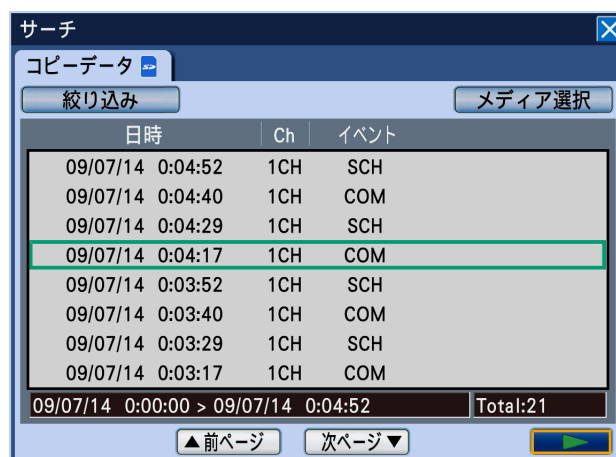 サーチ
コピーデータ SD
絞り込み メディア選択
日時 Ch イベント
09/07/14 0:04:52 1CH SCH
09/07/14 0:04:40 1CH COM
09/07/14 0:04:29 1CH SCH
09/07/14 0:04:17 1CH COM
09/07/14 0:03:52 1CH SCH
09/07/14 0:03:40 1CH COM
09/07/14 0:03:29 1CH SCH
09/07/14 0:03:17 1CH COM
09/07/14 0:00:00 > 09/07/14 0:04:52 Total:21
▲前ページ 次ページ▼